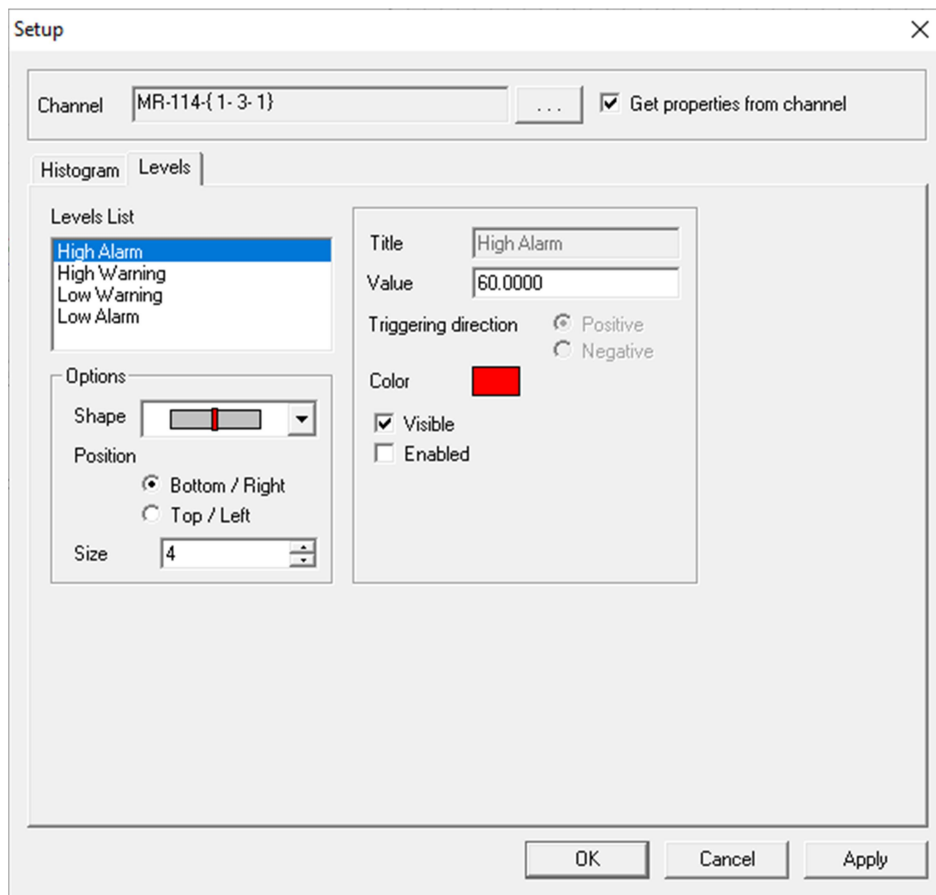 Setup
Channel MR-114-{ 1- 3- 1} ... Get properties from channel
Histogram Levels
Levels List
High Alarm
High Warning
Low Warning
Low Alarm
Options
Shape
Position
Bottom / Right
Top / Left
Size 4
Title High Alarm
Value 60.0000
Triggering direction Positive
Negative
Color
Visible
Enabled
OK Cancel Apply